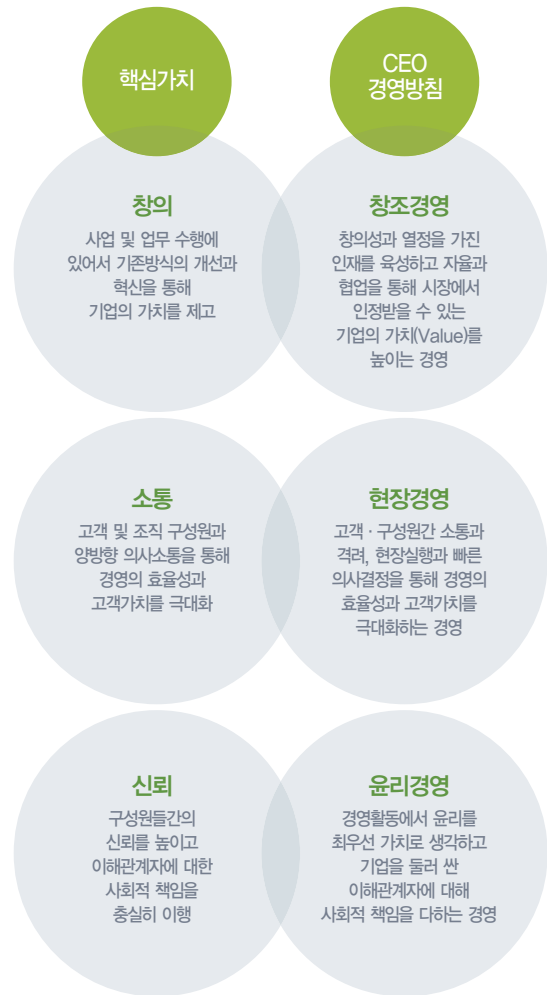 핵심가치
CEO
경영방침
창의
사업 및 업무 수행에
있어서 기존방식의 개선과
혁신을 통해
기업의 가치를 제고
창조경영
창의성과 열정을 가진
인재를 육성하고 자율과
협업을 통해 시장에서
인정받을 수 있는
기업의 가치(Value)를
높이는 경영
소통
고객 및 조직 구성원과
양방향 의사소통을 통해
경영의 효율성과
고객가치를 극대화
현장경영
고객 · 구성원간 소통과
격려, 현장실행과 빠른
의사결정을 통해 경영의
효율성과 고객가치를
극대화하는 경영
신뢰
구성원들간의
신뢰를 높이고
이해관계자에 대한
사회적 책임을
충실히 이행
윤리경영
경영활동에서 윤리를
최우선 가치로 생각하고
기업을 둘러 싼
이해관계자에 대해
사회적 책임을 다하는 경영